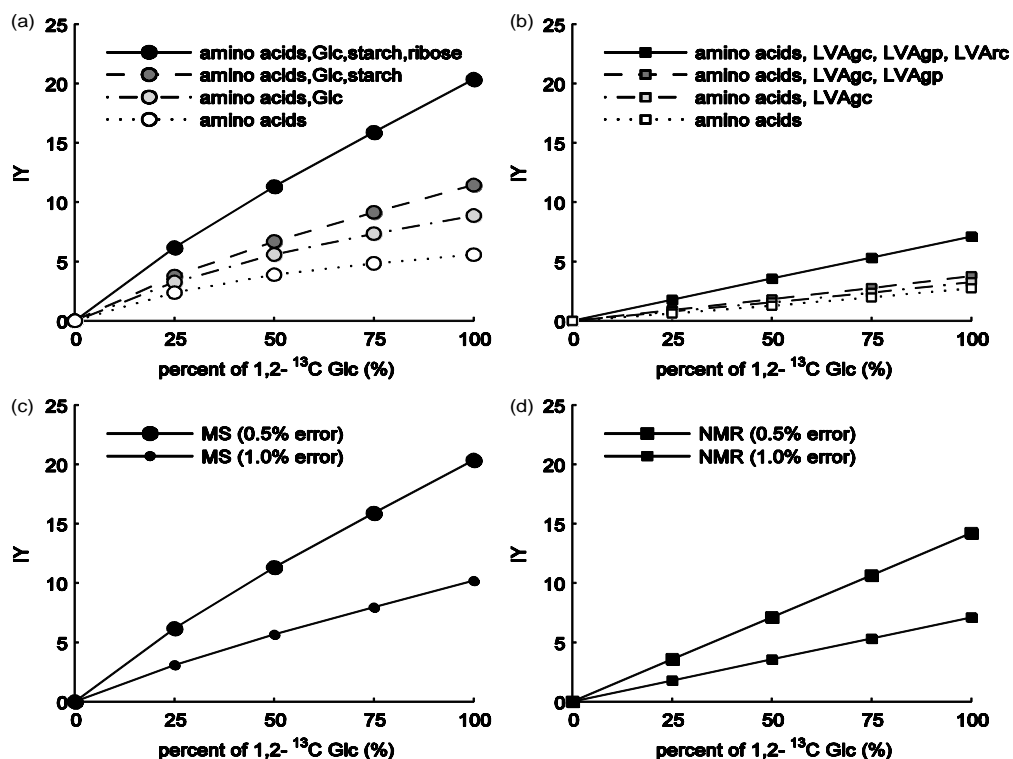 (a)
25
20
15
10
5
0
IY
amino acids,Glc,starch,ribose
amino acids,Glc,starch
amino acids,Glc
amino acids
0 25 50 75 100
percent of 1,2- ¹³C Glc (%)
(b)
25
20
15
10
5
0
IY
amino acids, LVAgc, LVAgp, LVArc
amino acids, LVAgc, LVAgp
amino acids, LVAgc
amino acids
0 25 50 75 100
percent of 1,2- ¹³C Glc (%)
(c)
25
20
15
10
5
0
IY
MS (0.5% error)
MS (1.0% error)
0 25 50 75 100
percent of 1,2- ¹³C Glc (%)
(d)
25
20
15
10
5
0
IY
NMR (0.5% error)
NMR (1.0% error)
0 25 50 75 100
percent of 1,2- ¹³C Glc (%)